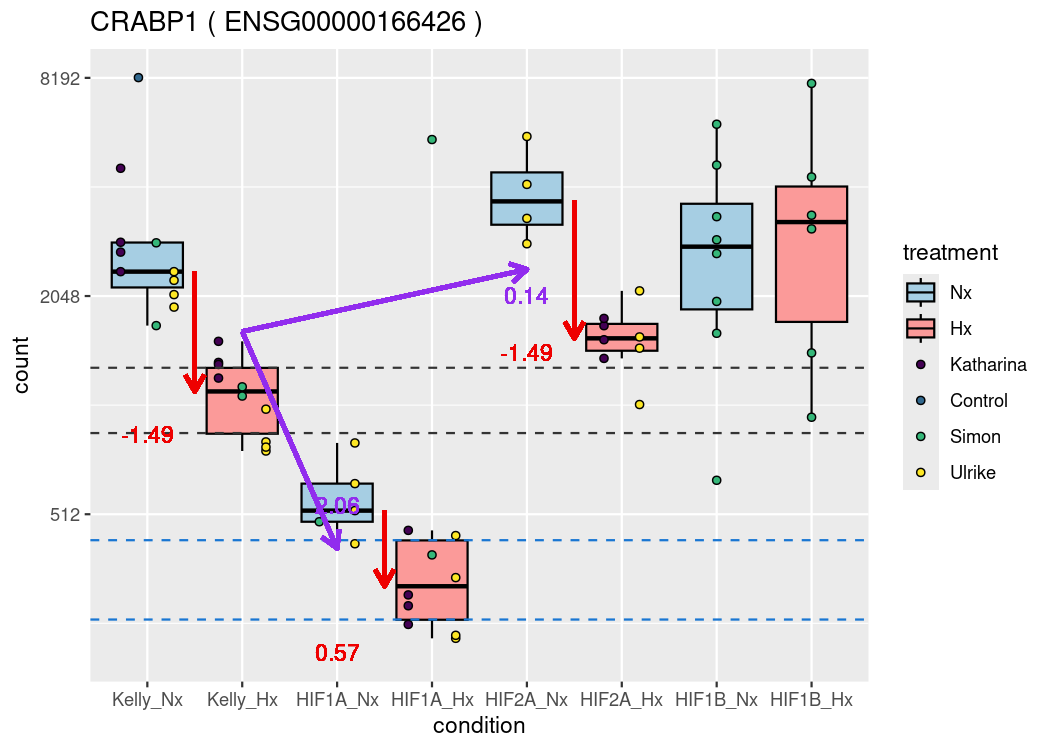 CRABP1 ( ENSG00000166426 )
count
8192
2048
512
0.14
-1.49
-1.49
2.06
0.57
Kelly_Nx
Kelly_Hx
HIF1A_Nx
HIF1A_Hx
HIF2A_Nx
HIF2A_Hx
HIF1B_Nx
HIF1B_Hx
condition
treatment
Nx
Hx
Katharina
Control
Simon
Ulrike